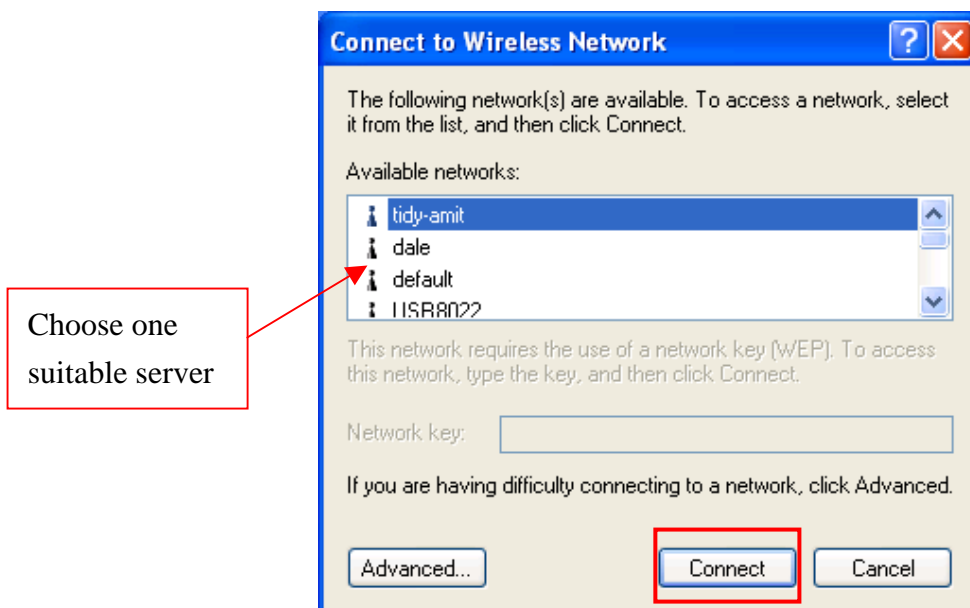 Connect to Wireless Network
The following network(s) are available. To access a network, select
it from the list, and then click Connect.
Available networks:
tidy-amit
dale
default
USB8022
Choose one
suitable server
This network requires the use of a network key (WEP). To access
this network, type the key, and then click Connect.
Network key:
If you are having difficulty connecting to a network, click Advanced.
Advanced... Connect Cancel